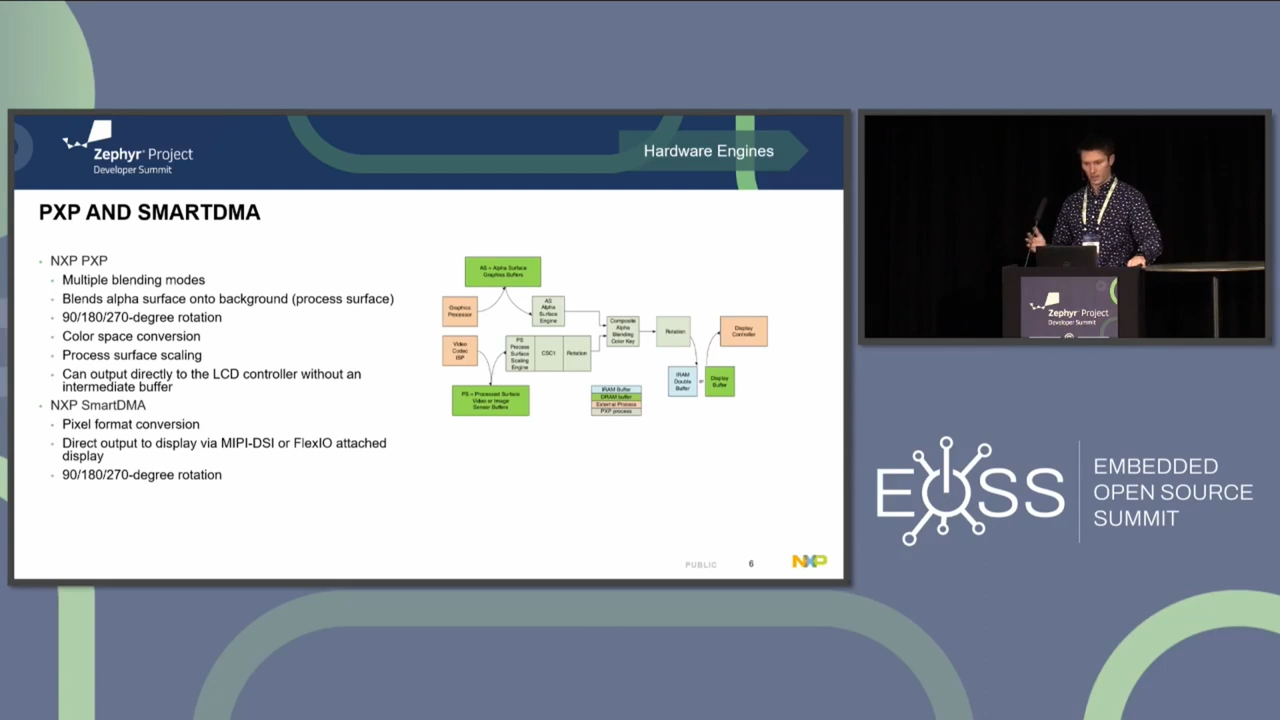 Zephyr® Project
Developer Summit
Hardware Engines
PXP AND SMARTDMA
NXP PXP
Multiple blending modes
Blends alpha surface onto background (process surface)
90/180/270-degree rotation
Color space conversion
Process surface scaling
Can output directly to the LCD controller without an
intermediate buffer
NXP SmartDMA
Pixel format conversion
Direct output to display via MIPI-DSI or FlexIO attached
display
90/180/270-degree rotation
AS = Alpha Surface
Graphics Buffers
Graphics
Processor
AS
Alpha
Surface
Engine
Video
Codec
ISP
PS
Process
Surface
Scaling
Engine
CSC1
Rotation
Composite
Alpha
Blending
Color Key
Rotation
Display
Controller
IRAM
Double
Buffer
or
Display
Buffer
PS = Processed Surface
Video or Image
Sensor Buffers
IRAM Buffer
DRAM buffer
External Process
PXP process
PUBLIC
6
NXP
Zephyr® Project
Developer Summit
EOSS
EMBEDDED
OPEN SOURCE
SUMMIT